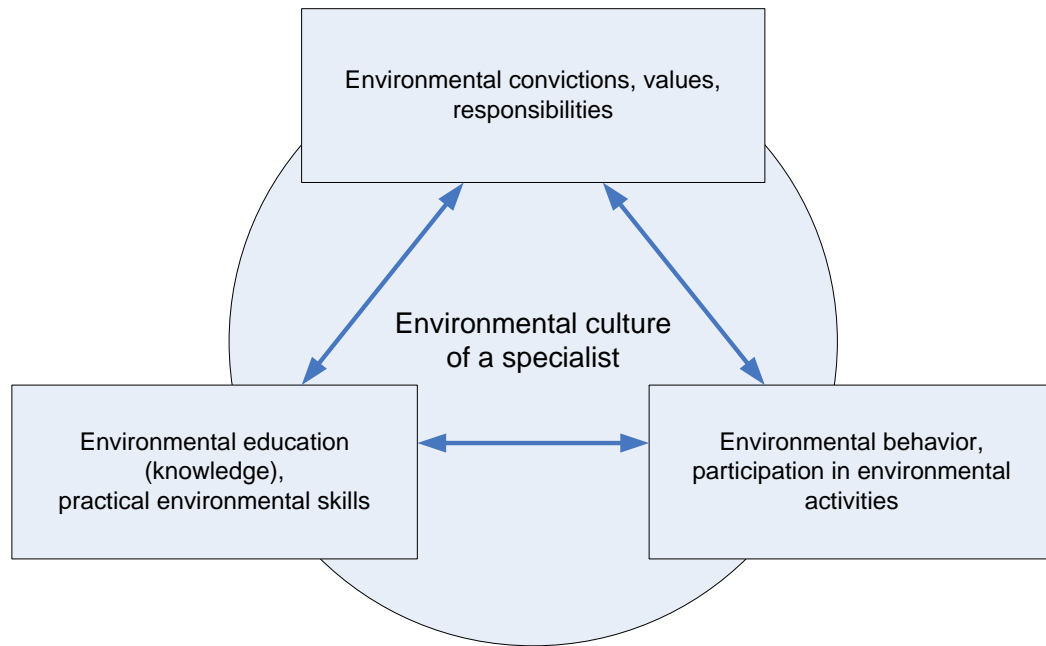 Environmental convictions, values,
responsibilities
Environmental culture
of a specialist
Environmental education
(knowledge),
practical environmental skills
Environmental behavior,
participation in environmental
activities